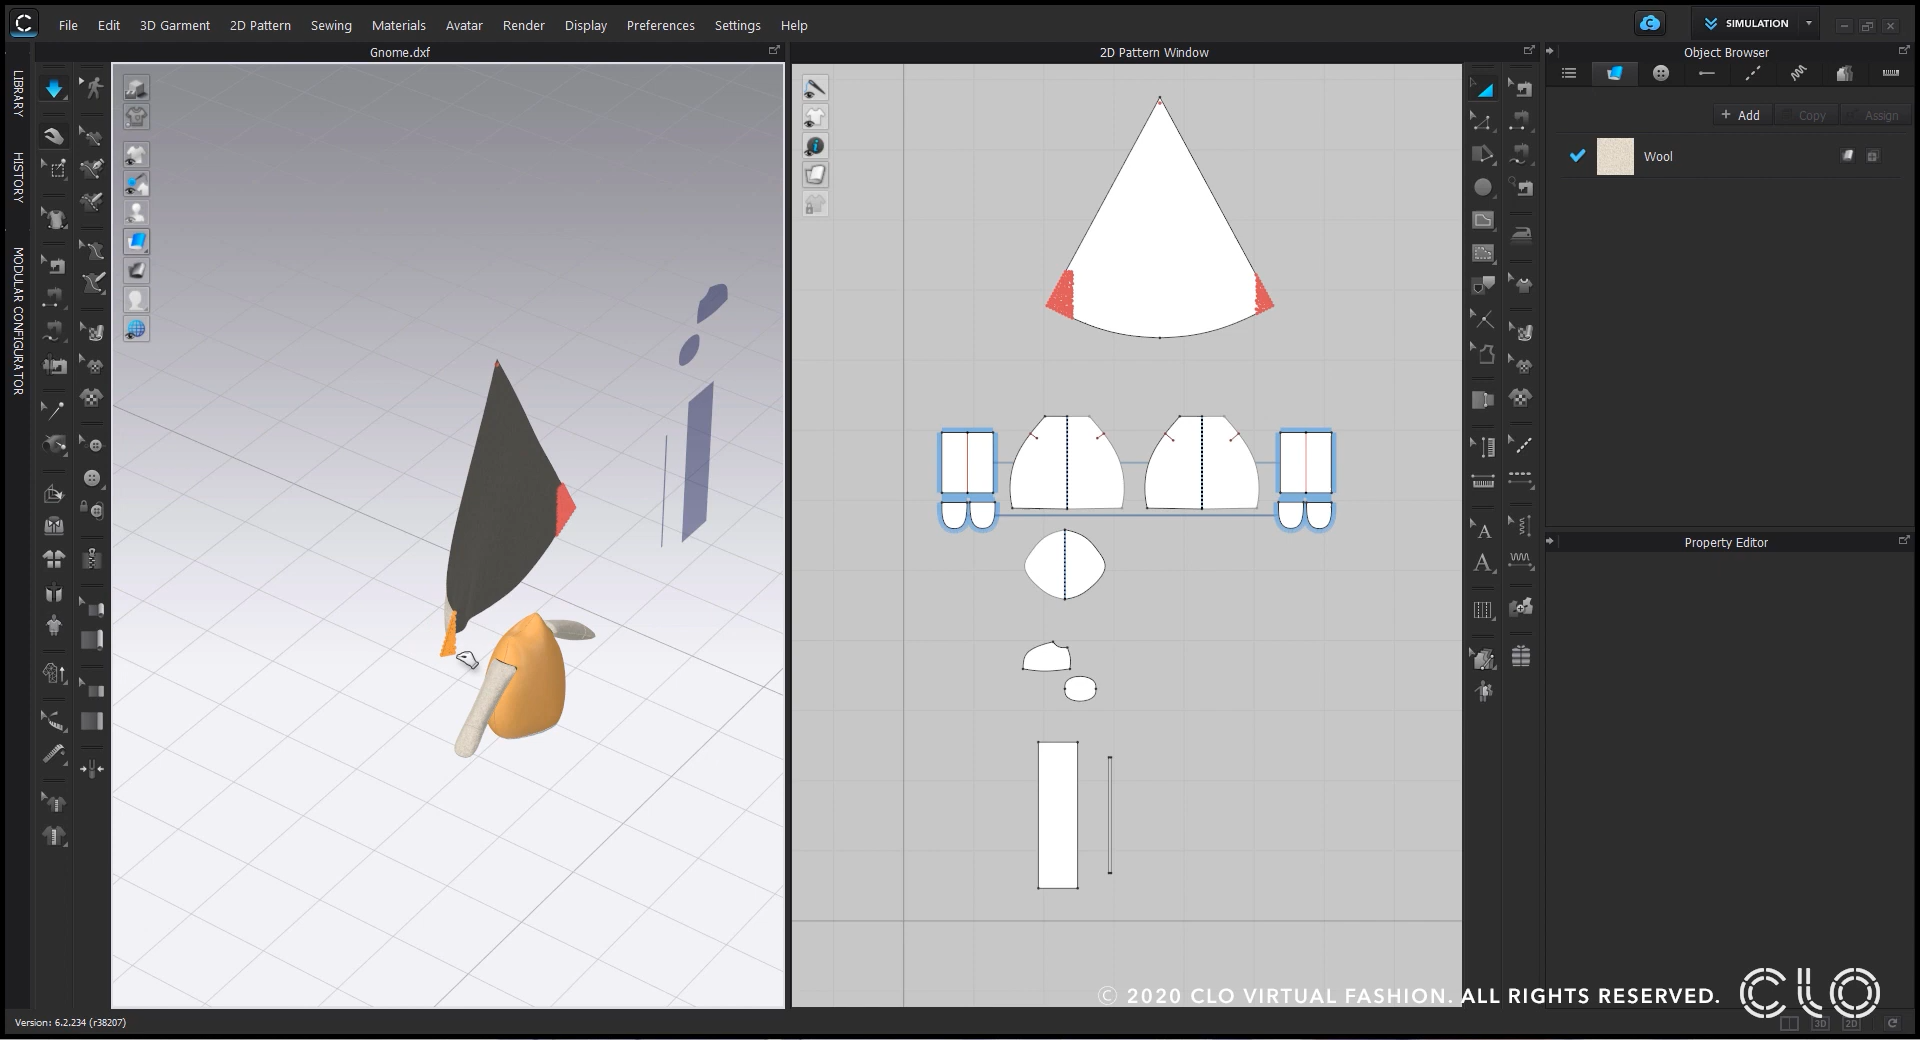 File Edit 3D Garment 2D Pattern Sewing Materials Avatar Render Display Preferences Settings Help
SIMULATION
Gnome.dxf
2D Pattern Window
Object Browser
LIBRARY
HISTORY
MODULAR CONFIGURATOR
+ Add
Copy
Assign
Wool
Property Editor
© 2020 CLO VIRTUAL FASHION. ALL RIGHTS RESERVED.
CLO
Version: 6.2.234 (r38207)
3D
2D